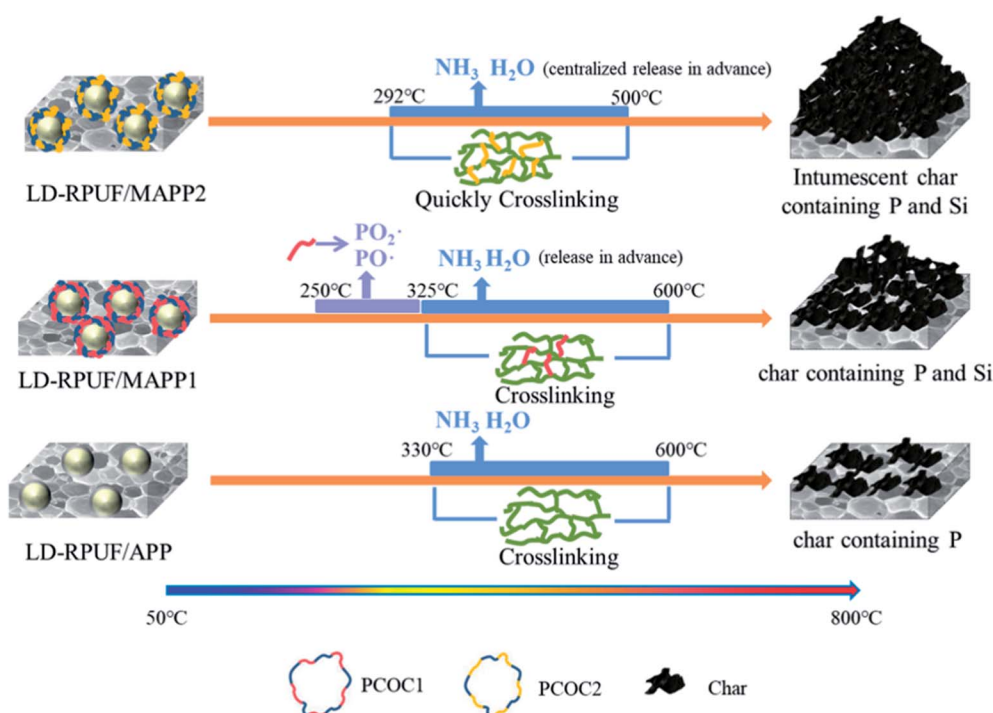 NH3 H2O (centralized release in advance)
292℃ 500℃
Quickly Crosslinking
LD-RPUF/MAPP2
Intumescent char
containing P and Si
PO2·
PO·
NH3 H2O (release in advance)
250℃ 325℃ 600℃
Crosslinking
LD-RPUF/MAPP1
char containing P and Si
NH3 H2O
330℃ 600℃
Crosslinking
LD-RPUF/APP
char containing P
50℃ 800℃
PCOC1 PCOC2 Char